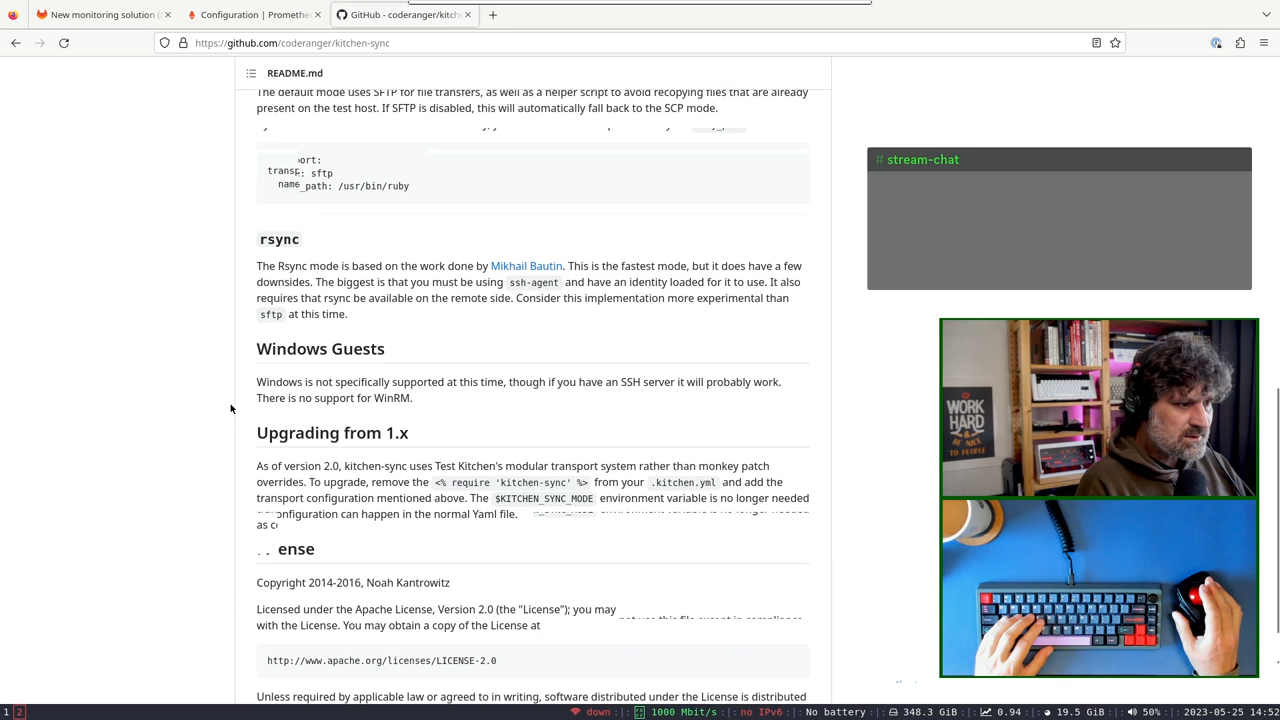 New monitoring solution (
Configuration | Prometheus
GitHub - coderanger/kitche
https://github.com/coderanger/kitchen-sync
README.md
The default mode uses SFTP for file transfers, as well as a helper script to avoid recopying files that are already
present on the test host. If SFTP is disabled, this will automatically fall back to the SCP mode.
ort:
transp
: sftp
name
_path: /usr/bin/ruby
rsync
The Rsync mode is based on the work done by Mikhail Bautin. This is the fastest mode, but it does have a few
downsides. The biggest is that you must be using ssh-agent and have an identity loaded for it to use. It also
requires that rsync be available on the remote side. Consider this implementation more experimental than
sftp at this time.
Windows Guests
Windows is not specifically supported at this time, though if you have an SSH server it will probably work.
There is no support for WinRM.
Upgrading from 1.x
As of version 2.0, kitchen-sync uses Test Kitchen's modular transport system rather than monkey patch
overrides. To upgrade, remove the <% require 'kitchen-sync' %> from your .kitchen.yml and add the
transport configuration mentioned above. The $KITCHEN_SYNC_MODE environment variable is no longer needed
onfiguration can happen in the normal Yaml file.
as c
ense
Copyright 2014-2016, Noah Kantrowitz
Licensed under the Apache License, Version 2.0 (the "License"); you may
with the License. You may obtain a copy of the License at
http://www.apache.org/licenses/LICENSE-2.0
Unless required by applicable law or agreed to in writing, software distributed under the License is distributed
# stream-chat
WORK
HARD
& BE NICE
TO PEOPLE
1 2
down :|: 1000 Mbit/s :|: no IPv6 :|: No battery :|: 348.3 GiB :|: 0.94 :|: 19.5 GiB :|: 50% :|: 2023-05-25 14:52